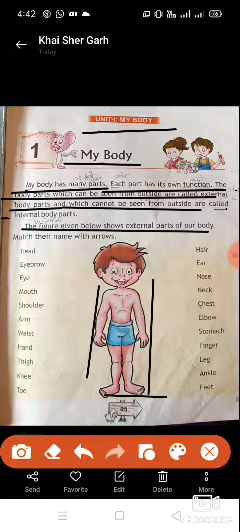 4:42
Khai Sher Garh
Today
UNIT-I: MY BODY
1
My Body
My body has many parts. Each part has its own function. The
body parts which can be seen from outside are called external
body parts and which cannot be seen from outside are called
internal body parts.
The figure given below shows external parts of our body.
Match their name with arrows.
Head
Eyebrow
Eye
Mouth
Shoulder
Arm
Waist
Hand
Thigh
Knee
Toe
Hair
Ear
Nose
Neck
Chest
Elbow
Stomach
Finger
Leg
Ankle
Feet
85
Send
Favorite
Edit
Delete
More